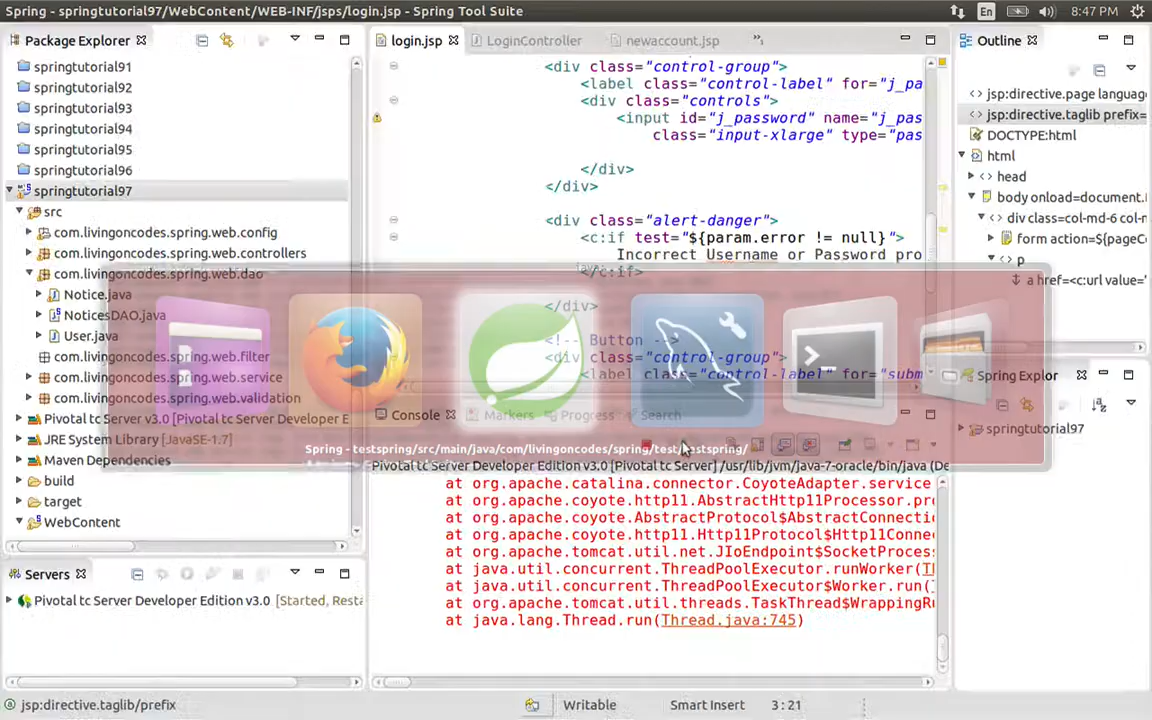 Spring - springtutorial97/WebContent/WEB-INF/jsps/login.jsp - Spring Tool Suite
En
8:47 PM
Package Explorer
springtutorial91
springtutorial92
springtutorial93
springtutorial94
springtutorial95
springtutorial96
springtutorial97
src
com.livingoncodes.spring.web.config
com.livingoncodes.spring.web.controllers
com.livingoncodes.spring.web.dao
Notice.java
NoticesDAO.java
User.java
com.livingoncodes.spring.web.filter
com.livingoncodes.spring.web.service
com.livingoncodes.spring.web.validation
Pivotal tc Server v3.0 [Pivotal tc Server Developer E
JRE System Library [JavaSE-1.7]
Maven Dependencies
build
target
WebContent
Servers
Pivotal tc Server Developer Edition v3.0 [Started, Resta
login.jsp
LoginController
newaccount.jsp
<div class="control-group">
<label class="control-label" for="j_pa
<div class="controls">
<input id="j_password" name="j_pas
class="input-xlarge" type="pas
</div>
</div>
<div class="alert-danger">
<c:if test="${param.error != null}">
Incorrect Username or Password pro
</c:if>
</div>
<!-- Button -->
<div class="control-group">
<label class="control-label" for="subm
Spring - testspring/src/main/java/com/livingoncodes/spring/test/testspring/
Console
Markers
Progress
Search
Pivotal tc Server Developer Edition v3.0 [Pivotal tc Server] /usr/lib/jvm/java-7-oracle/bin/java (De
at org.apache.catalina.connector.CoyoteAdapter.service
at org.apache.coyote.http11.AbstractHttp11Processor.pro
at org.apache.coyote.AbstractProtocol$AbstractConnecti
at org.apache.coyote.http11.Http11Protocol$Http11Conne
at org.apache.tomcat.util.net.JIoEndpoint$SocketProces
at java.util.concurrent.ThreadPoolExecutor.runWorker(T
at java.util.concurrent.ThreadPoolExecutor$Worker.run(
at org.apache.tomcat.util.threads.TaskThread$WrappingRu
at java.lang.Thread.run(Thread.java:745)
Outline
jsp:directive.page language
jsp:directive.taglib prefix=
DOCTYPE:html
html
head
body onload=document.
div class=col-md-6 col-
form action=${pageC
p
a href=<c:url value='
Spring Explor
springtutorial97
jsp:directive.taglib/prefix
Writable
Smart Insert
3 : 21